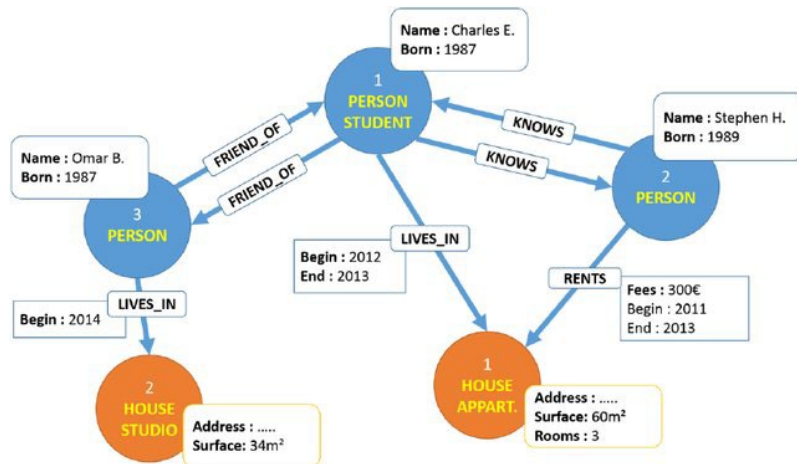 Name : Charles E.
Born : 1987
1
PERSON
STUDENT
KNOWS
KNOWS
Name : Stephen H.
Born : 1989
2
PERSON
FRIEND_OF
FRIEND_OF
Name : Omar B.
Born : 1987
3
PERSON
LIVES_IN
Begin : 2012
End : 2013
RENTS
Fees : 300€
Begin : 2011
End : 2013
LIVES_IN
Begin : 2014
2
HOUSE
STUDIO
Address : .....
Surface: 34m²
1
HOUSE
APPART.
Address : .....
Surface: 60m²
Rooms : 3